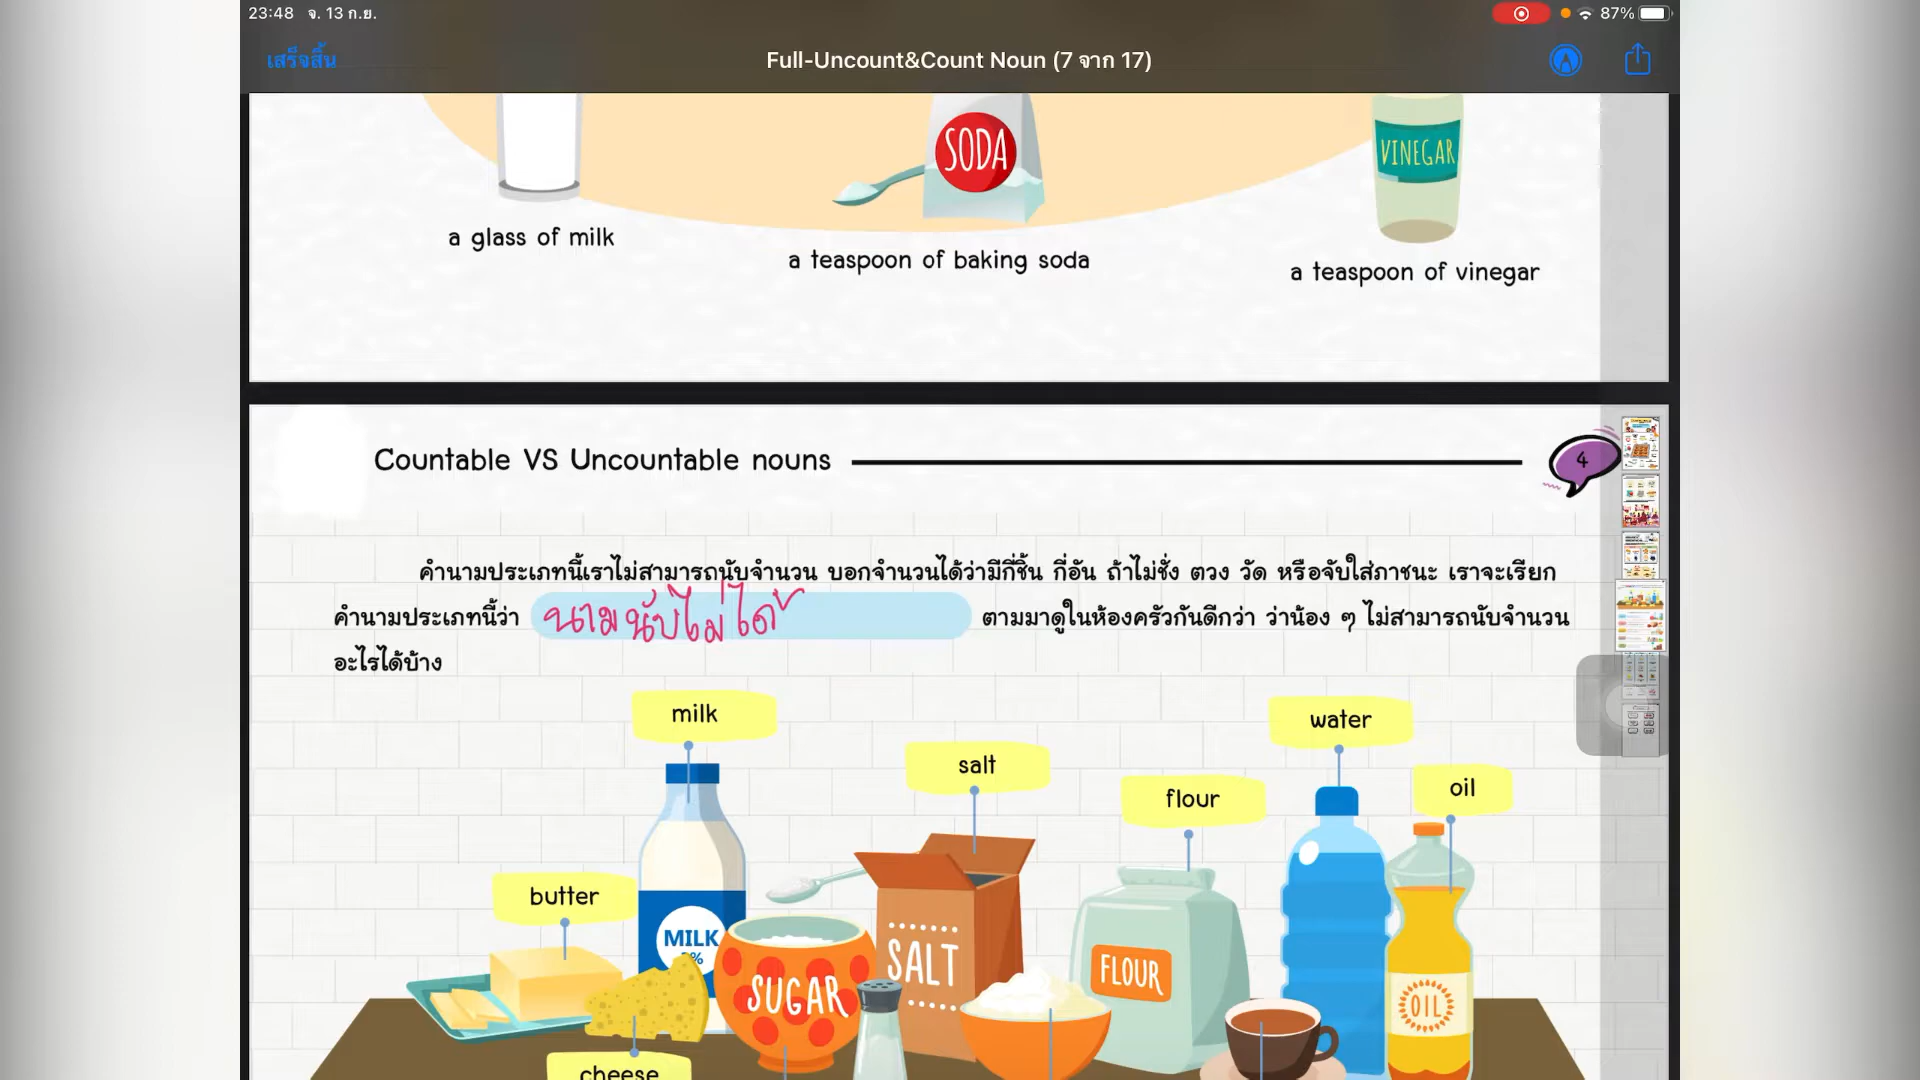 23:48 จ. 13 ก.ย.
87%
เสร็จสิ้น
Full-Uncount&Count Noun (7 จาก 17)
SODA
VINEGAR
a glass of milk
a teaspoon of baking soda
a teaspoon of vinegar
Countable VS Uncountable nouns
4
คำนามประเภทนี้เราไม่สามารถนับจำนวน บอกจำนวนได้ว่ามีกี่ชิ้น กี่อัน ถ้าไม่ชั่ง ตวง วัด หรือจับใส่ภาชนะ เราจะเรียก
คำนามประเภทนี้ว่า นามนับไม่ได้ ตามมาดูในห้องครัวกันดีกว่า ว่าน้อง ๆ ไม่สามารถนับจำนวน
อะไรได้บ้าง
milk
water
salt
oil
flour
butter
MILK
%
SUGAR
SALT
FLOUR
OIL
cheese